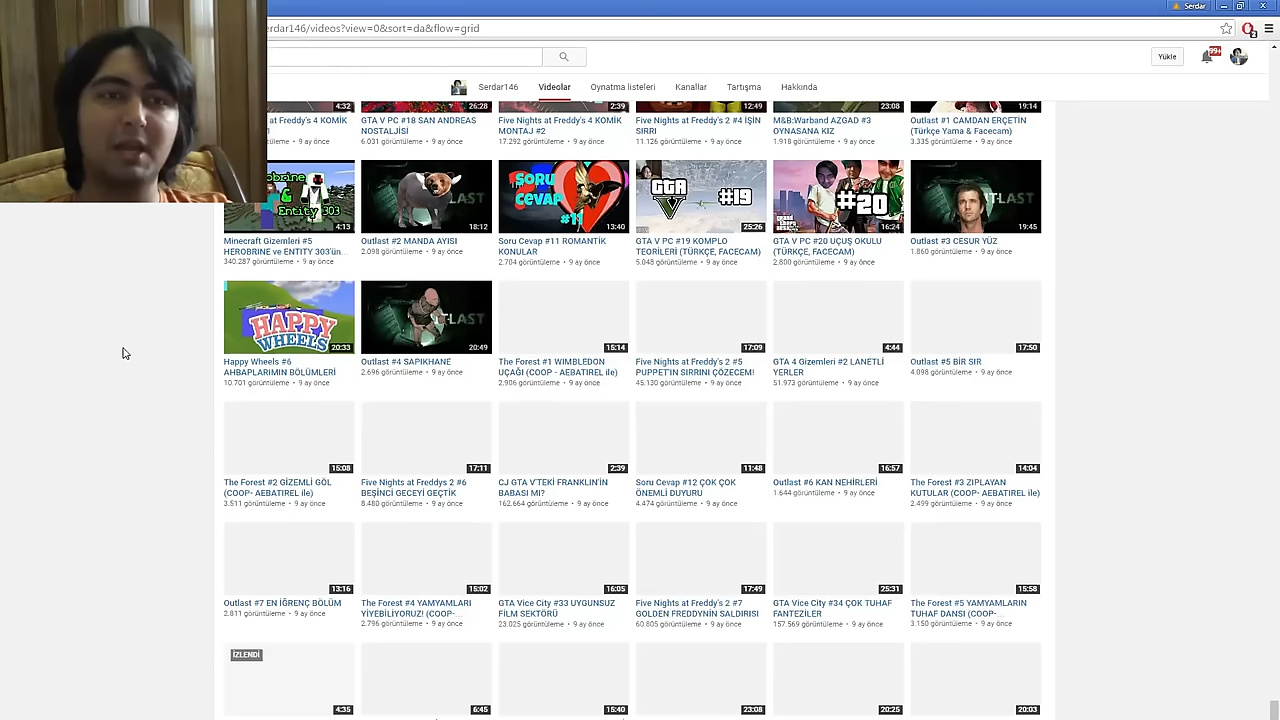 Serdar
erdar146/videos?view=0&sort=da&flow=grid
Yükle
99+
Serdar146
Videolar
Oynatma listeleri
Kanallar
Tartışma
Hakkında
4:32
26:28
2:39
12:49
23:08
19:14
at Freddy's 4 KOMİK
1
GTA V PC #18 SAN ANDREAS
NOSTALJİSİ
6.031 görüntüleme • 9 ay önce
Five Nights at Freddy's 4 KOMİK
MONTAJ #2
17.292 görüntüleme • 9 ay önce
Five Nights at Freddy's 2 #4 İŞİN
SIRRI
11.126 görüntüleme • 9 ay önce
M&B:Warband AZGAD #3
OYNASANA KIZ
1.918 görüntüleme • 9 ay önce
Outlast #1 CAMDAN ERÇETİN
(Türkçe Yama & Facecam)
3.335 görüntüleme • 9 ay önce
obrine
&
Entity 303
4:13
Minecraft Gizemleri #5
HEROBRINE ve ENTITY 303'ün...
340.287 görüntüleme • 9 ay önce
LAST
18:12
Outlast #2 MANDA AYISI
2.098 görüntüleme • 9 ay önce
SORU
CEVAP
#11
13:40
Soru Cevap #11 ROMANTİK
KONULAR
2.704 görüntüleme • 9 ay önce
GTA
V
#19
25:26
GTA V PC #19 KOMPLO
TEORİLERİ (TÜRKÇE, FACECAM)
5.048 görüntüleme • 9 ay önce
#20
16:24
GTA V PC #20 UÇUŞ OKULU
(TÜRKÇE, FACECAM)
2.800 görüntüleme • 9 ay önce
LAST
19:45
Outlast #3 CESUR YÜZ
1.860 görüntüleme • 9 ay önce
HAPPY
WHEELS
20:33
Happy Wheels #6
AHBAPLARIMIN BÖLÜMLERİ
10.701 görüntüleme • 9 ay önce
LAST
20:49
Outlast #4 SAPIKHANE
2.696 görüntüleme • 9 ay önce
15:14
The Forest #1 WIMBLEDON
UÇAĞI (COOP - AEBATIREL ile)
2.906 görüntüleme • 9 ay önce
17:09
Five Nights at Freddy's 2 #5
PUPPET'IN SIRRINI ÇÖZECEM!
45.130 görüntüleme • 9 ay önce
4:44
GTA 4 Gizemleri #2 LANETLİ
YERLER
51.973 görüntüleme • 9 ay önce
17:50
Outlast #5 BİR SIR
4.098 görüntüleme • 9 ay önce
15:08
The Forest #2 GİZEMLİ GÖL
(COOP- AEBATIREL ile)
3.511 görüntüleme • 9 ay önce
17:11
Five Nights at Freddys 2 #6
BEŞİNCİ GECEYİ GEÇTİK
8.480 görüntüleme • 9 ay önce
2:39
CJ GTA V'TEKİ FRANKLIN'İN
BABASI MI?
162.664 görüntüleme • 9 ay önce
11:48
Soru Cevap #12 ÇOK ÇOK
ÖNEMLİ DUYURU
4.474 görüntüleme • 9 ay önce
16:57
Outlast #6 KAN NEHİRLERİ
1.644 görüntüleme • 9 ay önce
14:04
The Forest #3 ZIPLAYAN
KUTULAR (COOP- AEBATIREL ile)
2.499 görüntüleme • 9 ay önce
13:16
Outlast #7 EN İĞRENÇ BÖLÜM
2.811 görüntüleme • 9 ay önce
15:02
The Forest #4 YAMYAMLARI
YİYEBİLİYORUZ! (COOP-...
2.796 görüntüleme • 9 ay önce
16:05
GTA Vice City #33 UYGUNSUZ
FİLM SEKTÖRÜ
23.025 görüntüleme • 9 ay önce
17:49
Five Nights at Freddy's 2 #7
GOLDEN FREDDYNİN SALDIRISI
60.805 görüntüleme • 9 ay önce
25:31
GTA Vice City #34 ÇOK TUHAF
FANTEZİLER
157.569 görüntüleme • 9 ay önce
15:58
The Forest #5 YAMYAMLARIN
TUHAF DANSI (COOP-...
3.150 görüntüleme • 9 ay önce
İZLENDİ
4:35
6:45
15:40
23:08
20:25
20:03